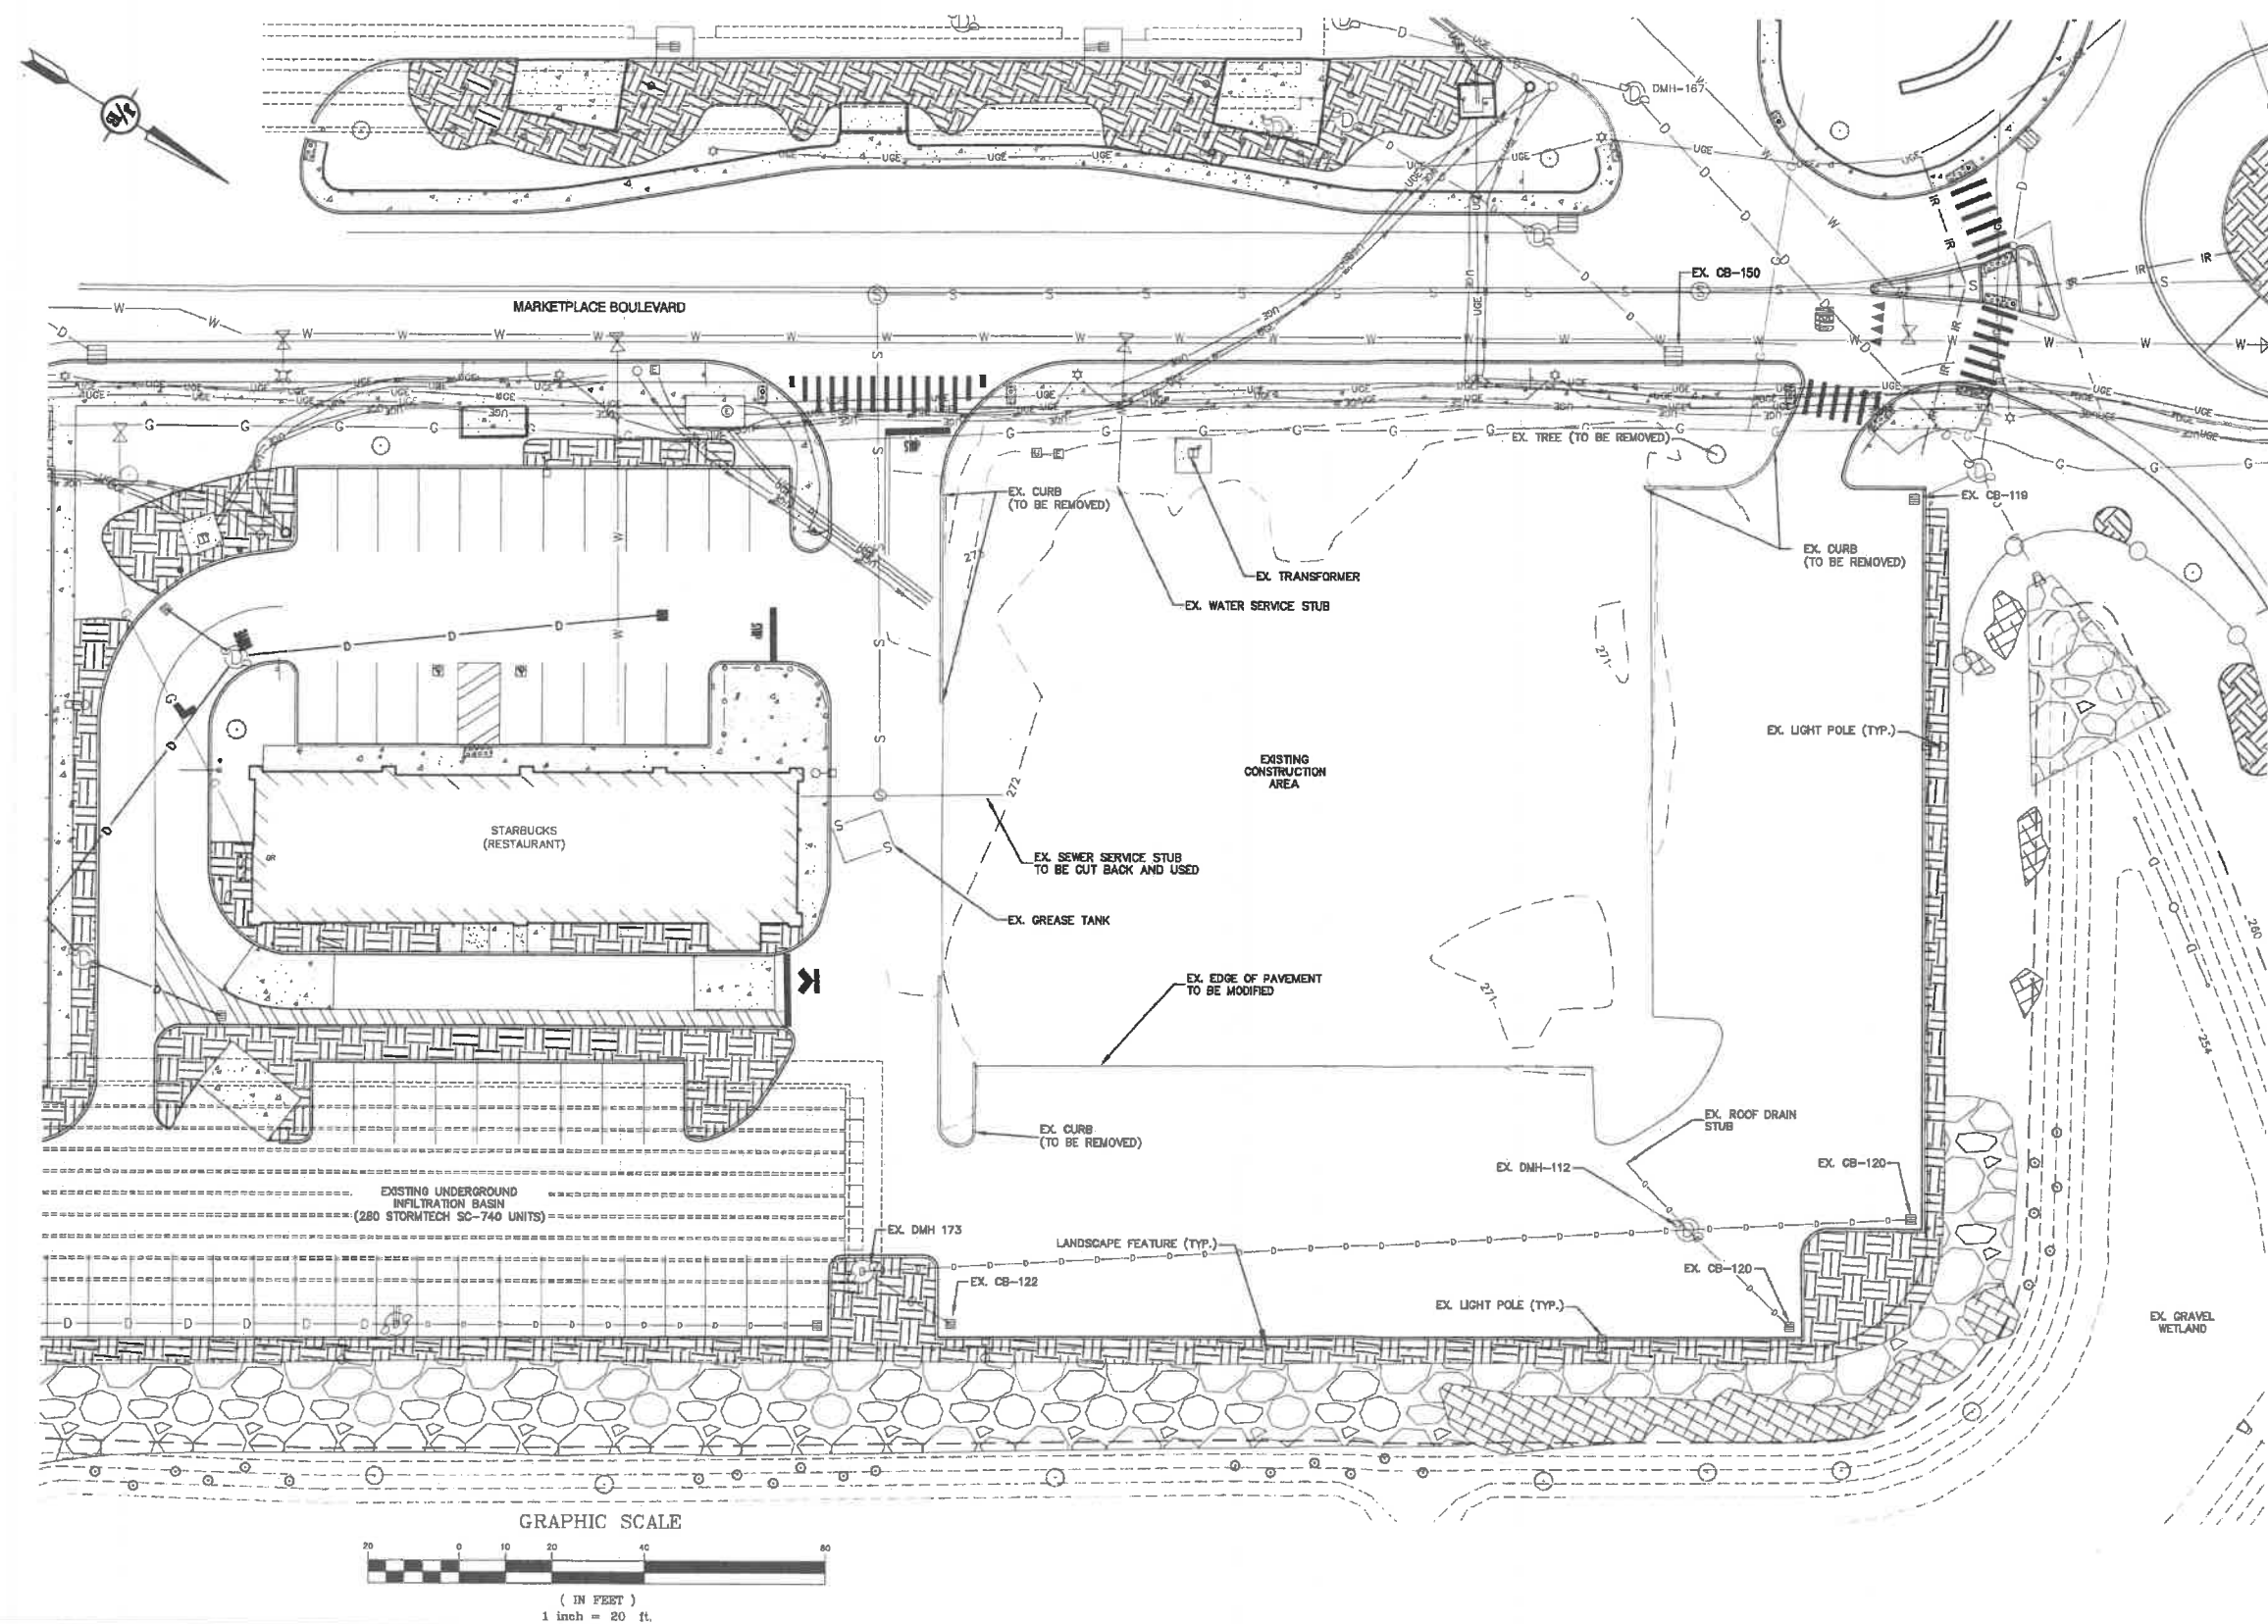 DMH-167
EX. CB-150
MARKETPLACE BOULEVARD
EX. TREE (TO BE REMOVED)
EX. CURB
(TO BE REMOVED)
EX. CB-119
EX. CURB
(TO BE REMOVED)
EX. TRANSFORMER
EX. WATER SERVICE STUB
271
EX. LIGHT POLE (TYP.)
EXISTING
CONSTRUCTION
AREA
272
STARBUCKS
(RESTAURANT)
EX. SEWER SERVICE STUB
TO BE CUT BACK AND USED
EX. GREASE TANK
260
EX. EDGE OF PAVEMENT
TO BE MODIFIED
271
254
EX. CURB
(TO BE REMOVED)
EX. ROOF DRAIN
STUB
EX. DMH-112
EX. CB-120
EXISTING UNDERGROUND
INFILTRATION BASIN
(280 STORMTECH SC-740 UNITS)
EX. DMH 173
LANDSCAPE FEATURE (TYP.)
EX. CB-122
EX. CB-120
EX. LIGHT POLE (TYP.)
EX. GRAVEL
WETLAND
GRAPHIC SCALE
20 0 10 20 40 80
( IN FEET )
1 inch = 20 ft.